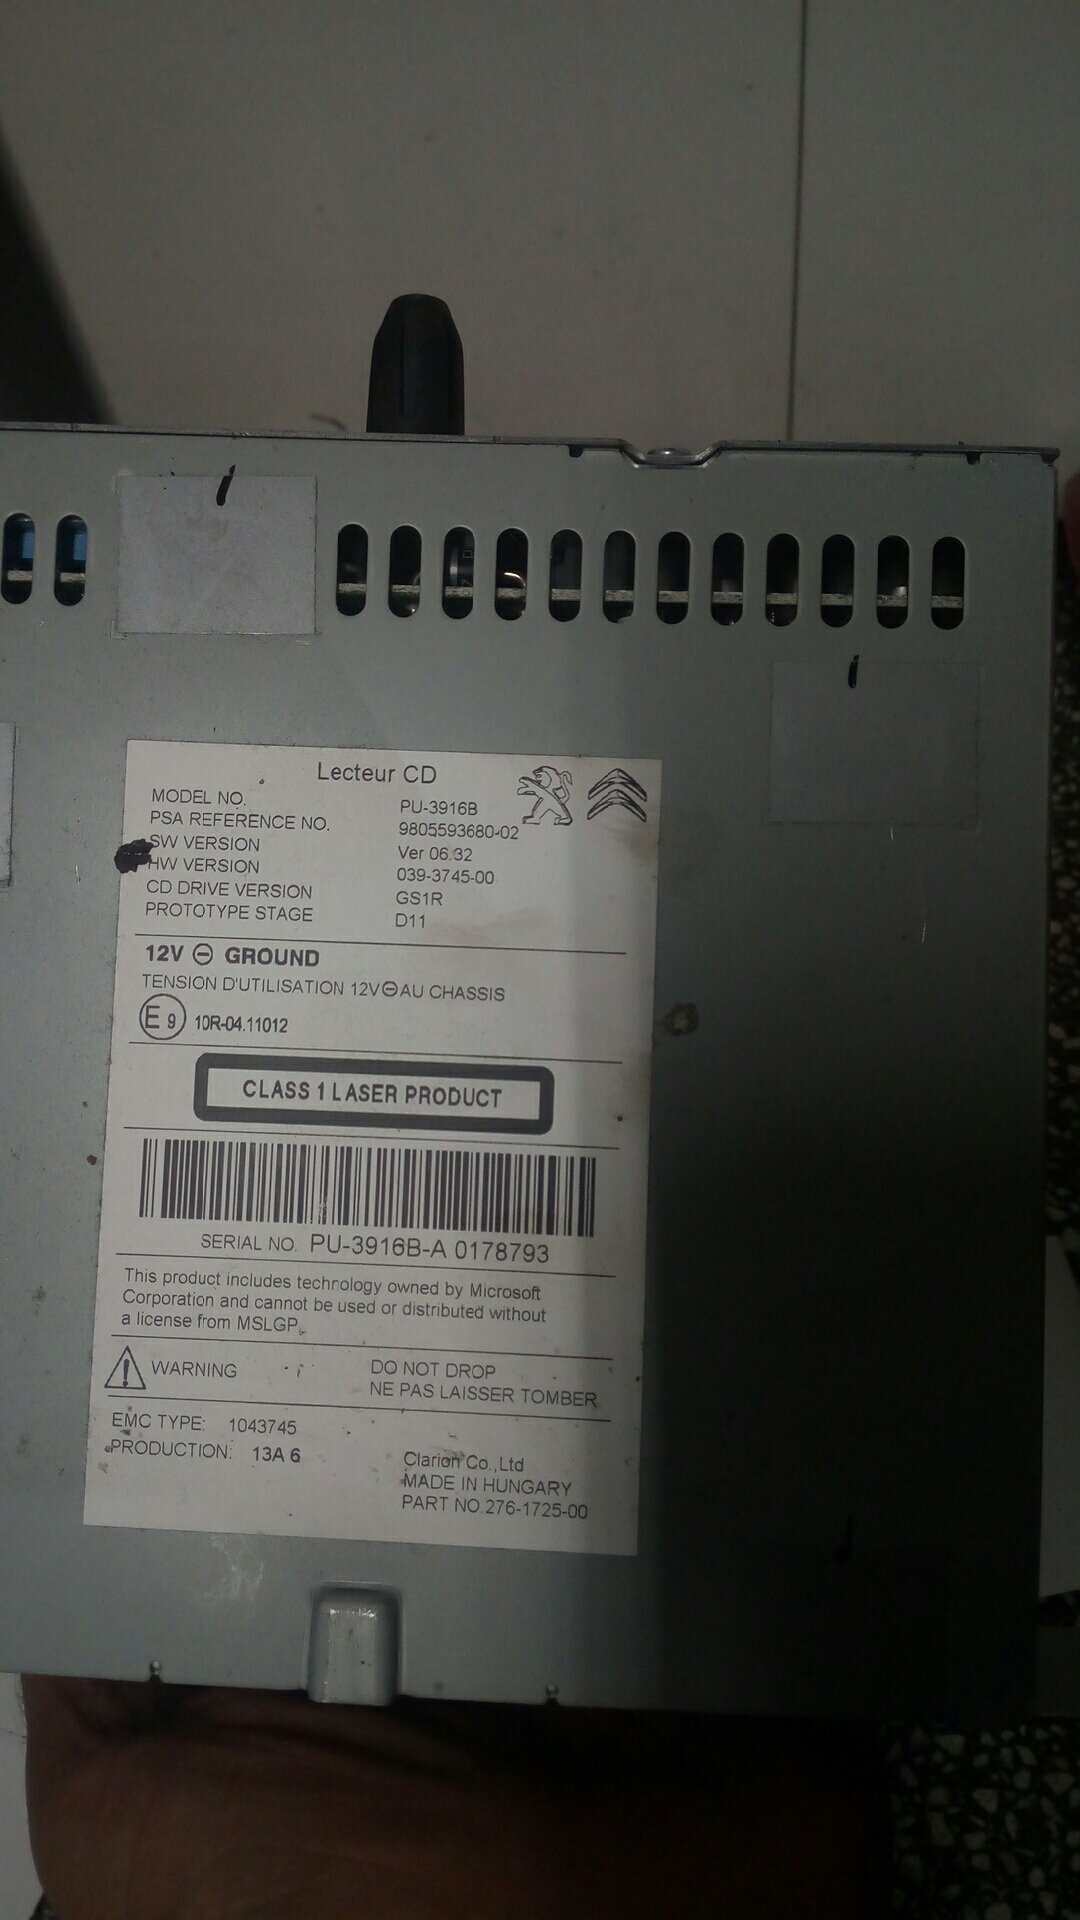 Lecteur CD
MODEL NO. PU-3916B
PSA REFERENCE NO. 9805593680-02
SW VERSION Ver 06.32
HW VERSION 039-3745-00
CD DRIVE VERSION GS1R
PROTOTYPE STAGE D11
12V ⊖ GROUND
TENSION D'UTILISATION 12V⊖AU CHASSIS
E9 10R-04.11012
CLASS 1 LASER PRODUCT
SERIAL NO. PU-3916B-A 0178793
This product includes technology owned by Microsoft
Corporation and cannot be used or distributed without
a license from MSLGP.
WARNING DO NOT DROP
NE PAS LAISSER TOMBER
EMC TYPE: 1043745
PRODUCTION: 13A 6
Clarion Co.,Ltd
MADE IN HUNGARY
PART NO.276-1725-00